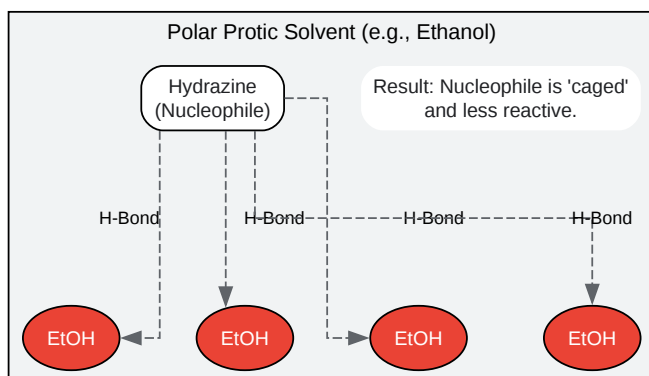 Polar Protic Solvent (e.g., Ethanol)
Hydrazine
(Nucleophile)
Result: Nucleophile is 'caged'
and less reactive.
H-Bond
H-Bond
H-Bond
H-Bond
EtOH
EtOH
EtOH
EtOH